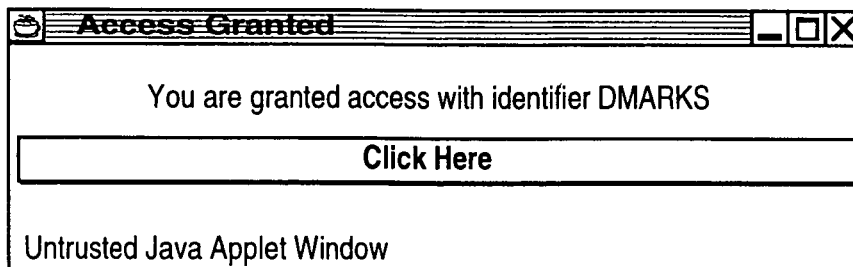 Access Granted
You are granted access with identifier DMARKS
Click Here
Untrusted Java Applet Window